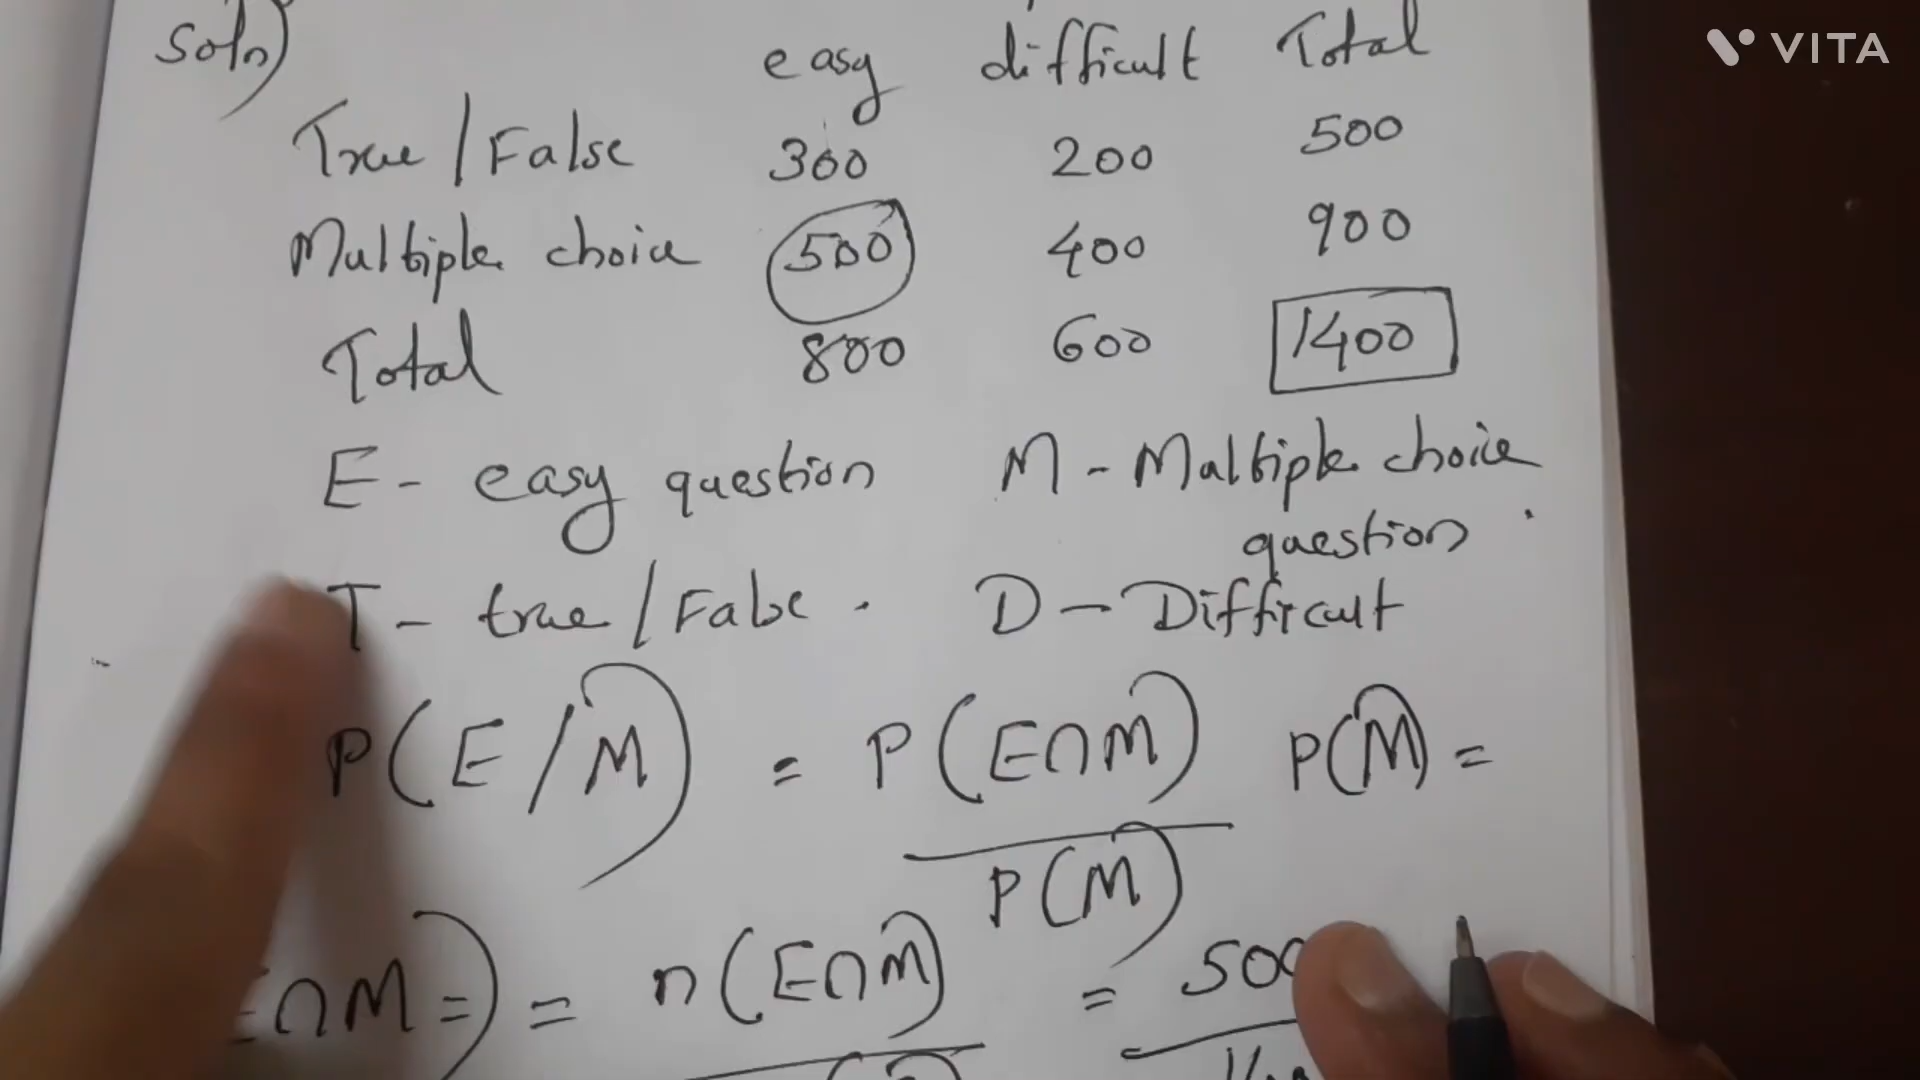 Soln)
easy difficult Total
True / False 300 200 500
Multiple choice 500 400 900
Total 800 600 1400
E - easy question M - Multiple choice
question
T - true / False . D - Difficult
P(E/M) = P(E∩M) P(M) =
P(M)
E∩M =) = n(E∩M) = 500
VITA